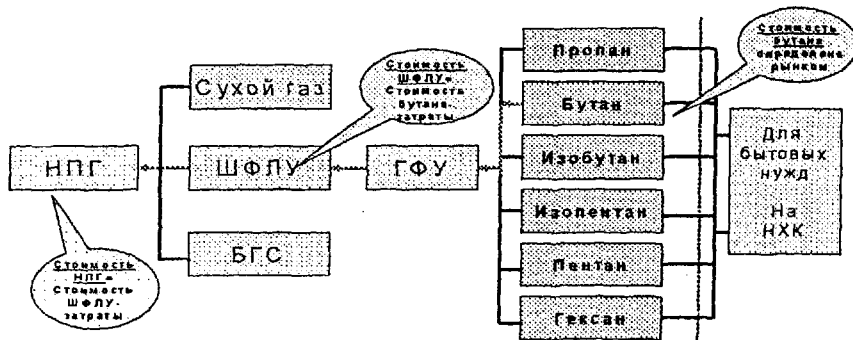 НПГ
Стоимость
НПГ=
Стоимость
ШФЛУ-
затраты
Сухой газ
ШФЛУ
БГС
Стоимость
ШФЛУ=
Стоимость
бутана-
затраты
ГФУ
Пропан
Бутан
Изобутан
Изопентан
Пентан
Гексан
Стоимость
бутана
определена
рынком
Для
бытовых
нужд
На
НХК